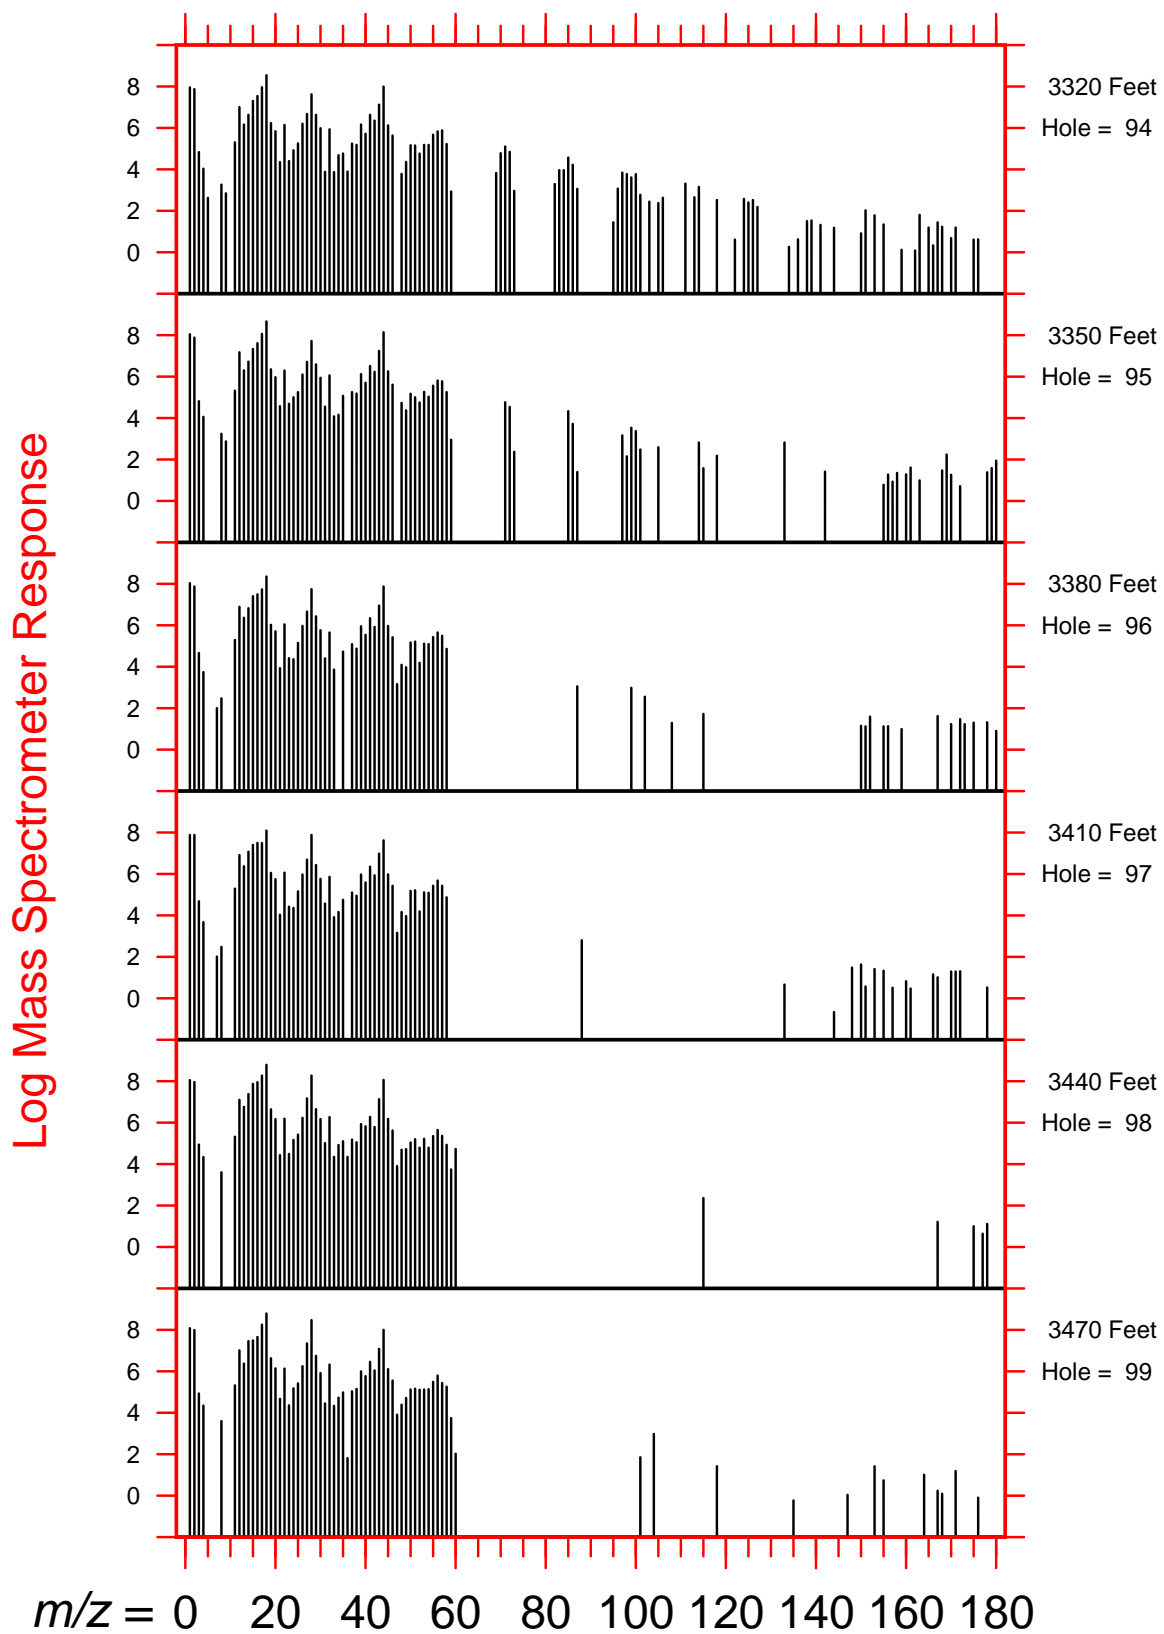 Log Mass Spectrometer Response
8
6
4
2
0
3320 Feet
Hole = 94
8
6
4
2
0
3350 Feet
Hole = 95
8
6
4
2
0
3380 Feet
Hole = 96
8
6
4
2
0
3410 Feet
Hole = 97
8
6
4
2
0
3440 Feet
Hole = 98
8
6
4
2
0
3470 Feet
Hole = 99
m/z = 0 20 40 60 80 100 120 140 160 180